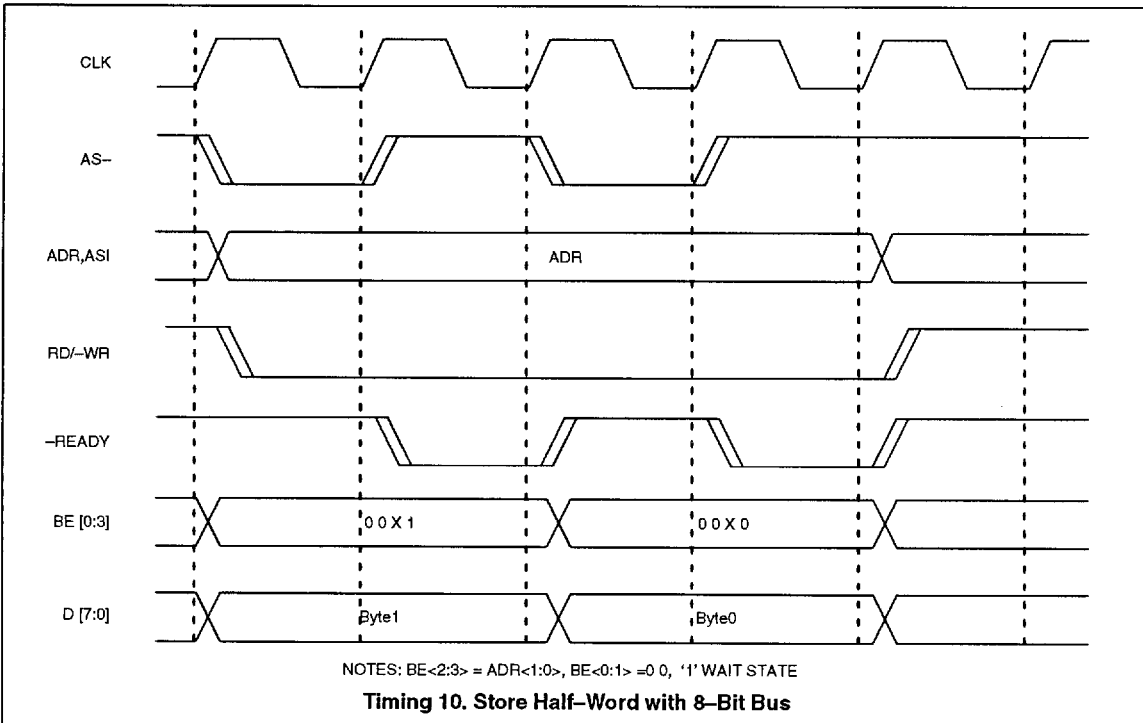 CLK
AS–
ADR,ASI
ADR
RD/–WR
–READY
BE [0:3]
0 0 X 1
0 0 X 0
D [7:0]
Byte1
Byte0
NOTES: BE<2:3> = ADR<1:0>, BE<0:1> =0 0, '1' WAIT STATE
Timing 10. Store Half–Word with 8–Bit Bus